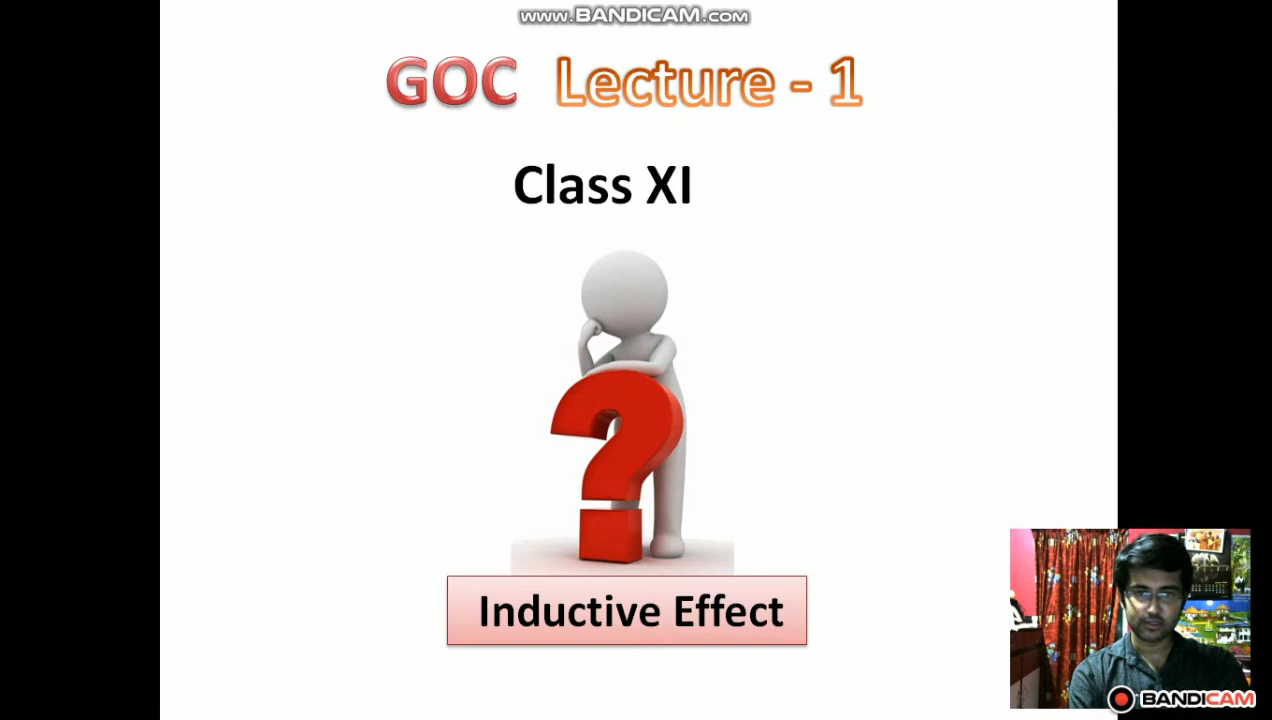 www.BANDICAM.com
GOC Lecture - 1
Class XI
?
Inductive Effect
BANDICAM